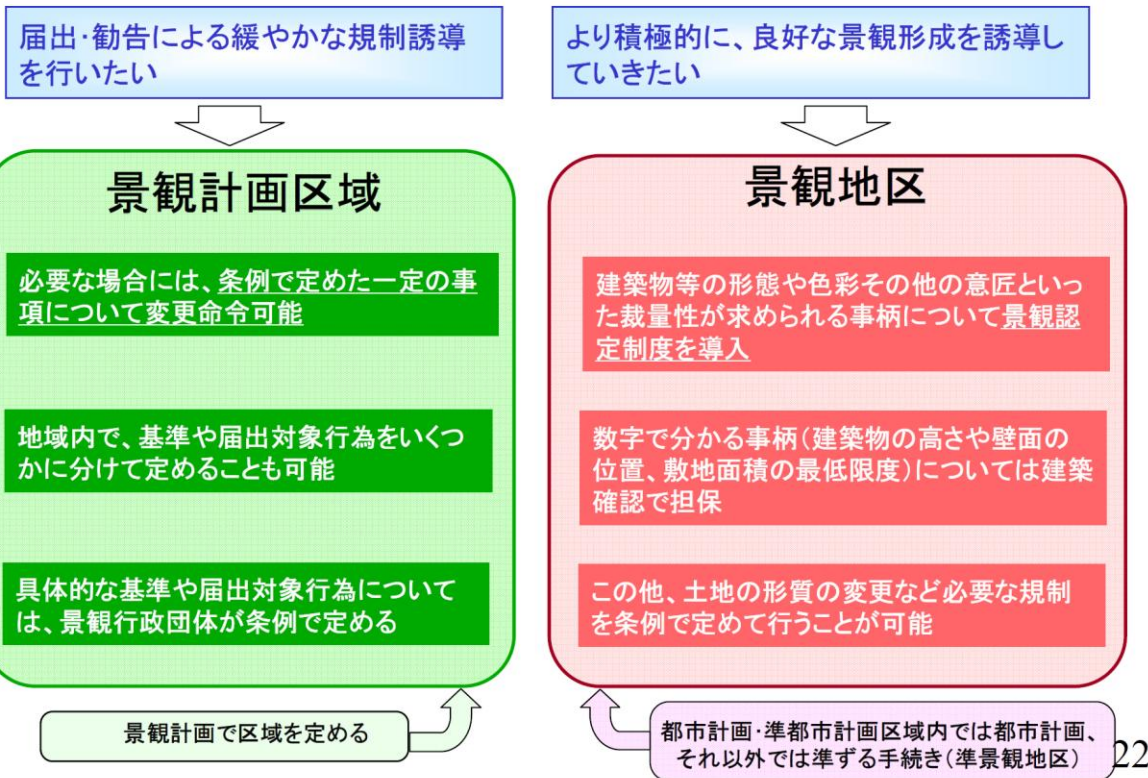 届出・勧告による緩やかな規制誘導
を行いたい
景観計画区域
必要な場合には、条例で定めた一定の事
項について変更命令可能
地域内で、基準や届出対象行為をいくつ
かに分けて定めることも可能
具体的な基準や届出対象行為について
は、景観行政団体が条例で定める
景観計画で区域を定める
より積極的に、良好な景観形成を誘導し
ていきたい
景観地区
建築物等の形態や色彩その他の意匠といっ
た裁量性が求められる事柄について景観認
定制度を導入
数字で分かる事柄(建築物の高さや壁面の
位置、敷地面積の最低限度)については建築
確認で担保
この他、土地の形質の変更など必要な規制
を条例で定めて行うことが可能
都市計画・準都市計画区域内では都市計画、
それ以外では準ずる手続き(準景観地区)
22